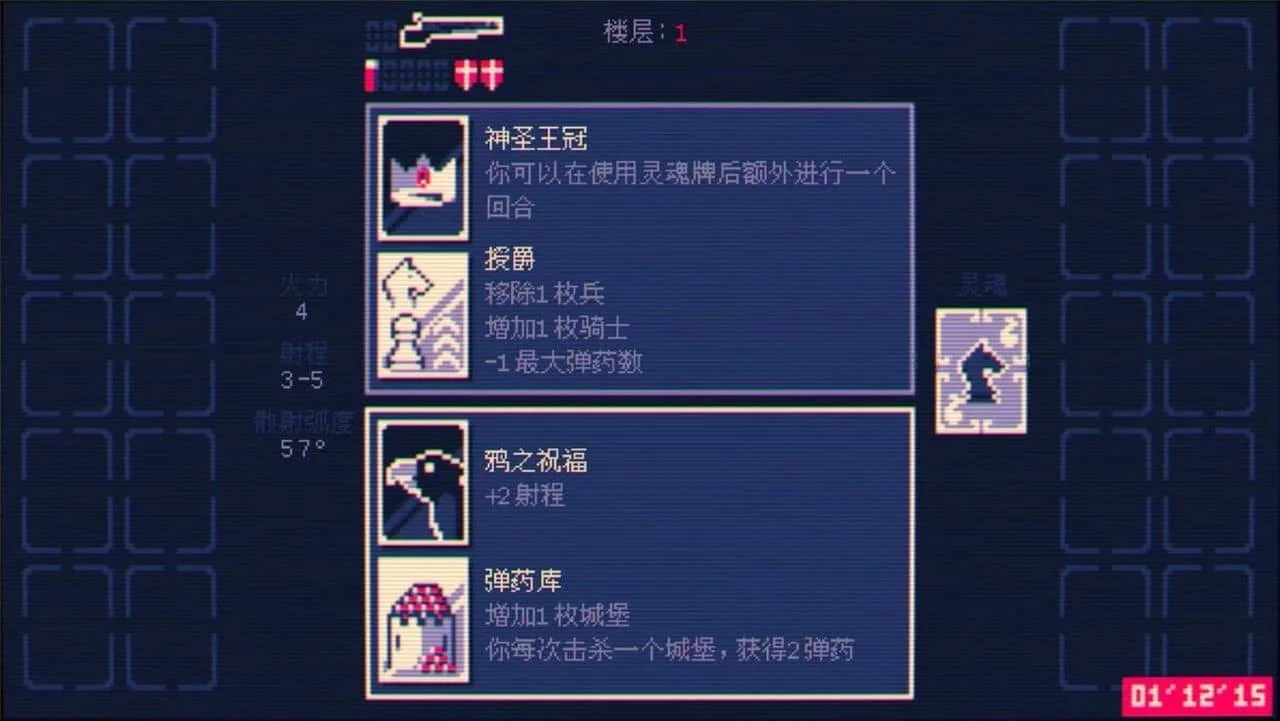 楼层：1
神圣王冠
你可以在使用灵魂牌后额外进行一个
回合
授爵
移除1枚兵
增加1枚骑士
-1最大弹药数
火力
4
射程
3-5
散射弧度
57°
灵魂
2
2
鸦之祝福
+2射程
弹药库
增加1枚城堡
你每次击杀一个城堡，获得2弹药
01'12'15